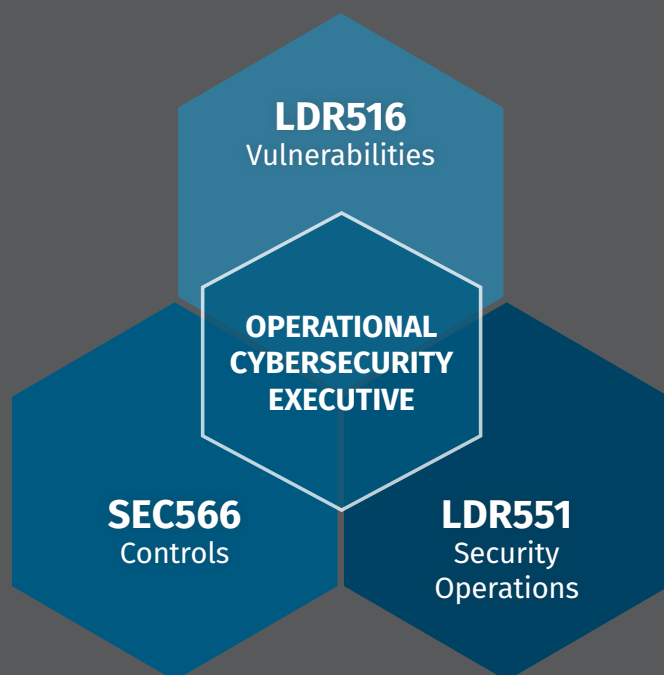 LDR516
Vulnerabilities
OPERATIONAL
CYBERSECURITY
EXECUTIVE
SEC566
Controls
LDR551
Security
Operations